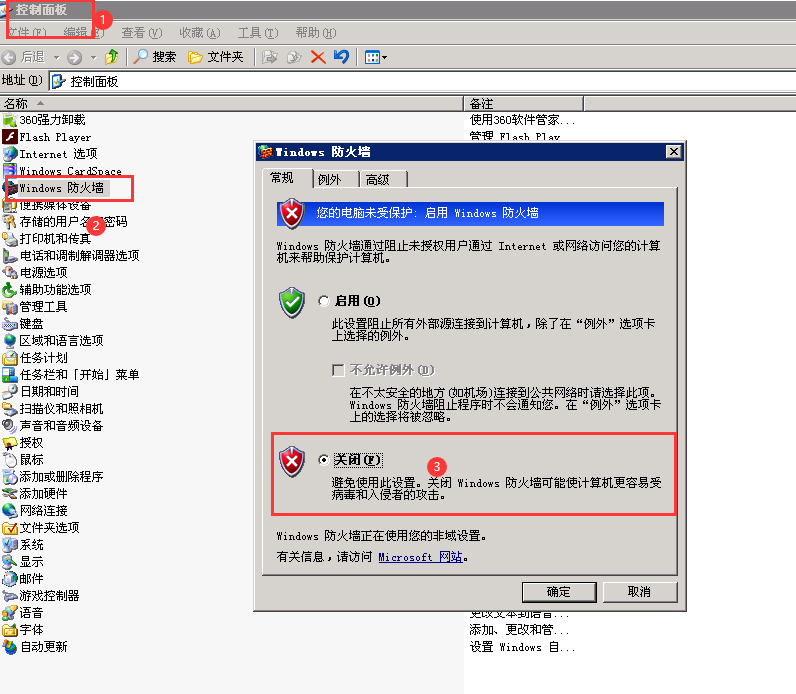 控制面板
1
文件(F) 编辑(E) 查看(V) 收藏(A) 工具(T) 帮助(H)
后退 搜索 文件夹
地址(D) 控制面板
名称 备注
360强力卸载 使用360软件管家...
Flash Player 管理 Flash Play
Internet 选项
Windows CardSpace
Windows 防火墙
便携媒体设备
存储的用户名 密码
2
打印机和传真
电话和调制解调器选项
电源选项
辅助功能选项
管理工具
键盘
区域和语言选项
任务计划
任务栏和「开始」菜单
日期和时间
扫描仪和照相机
声音和音频设备
授权
鼠标
添加或删除程序
添加硬件
网络连接
文件夹选项
系统
显示
邮件
游戏控制器
语音 更改文本到语音...
字体 添加、更改和管...
自动更新 设置 Windows 自...
Windows 防火墙
常规 例外 高级
您的电脑未受保护: 启用 Windows 防火墙
Windows 防火墙通过阻止未授权用户通过 Internet 或网络访问您的计算
机来帮助保护计算机。
启用(O)
此设置阻止所有外部源连接到计算机，除了在“例外”选项卡
上选择的例外。
不允许例外(D)
在不太安全的地方(如机场)连接到公共网络时请选择此项。
Windows 防火墙阻止程序时不会通知您。在“例外”选项卡
上的选择将被忽略。
关闭(F)
3
避免使用此设置。关闭 Windows 防火墙可能使计算机更容易受
病毒和入侵者的攻击。
Windows 防火墙正在使用您的非域设置。
有关信息，请访问 Microsoft 网站。
确定 取消